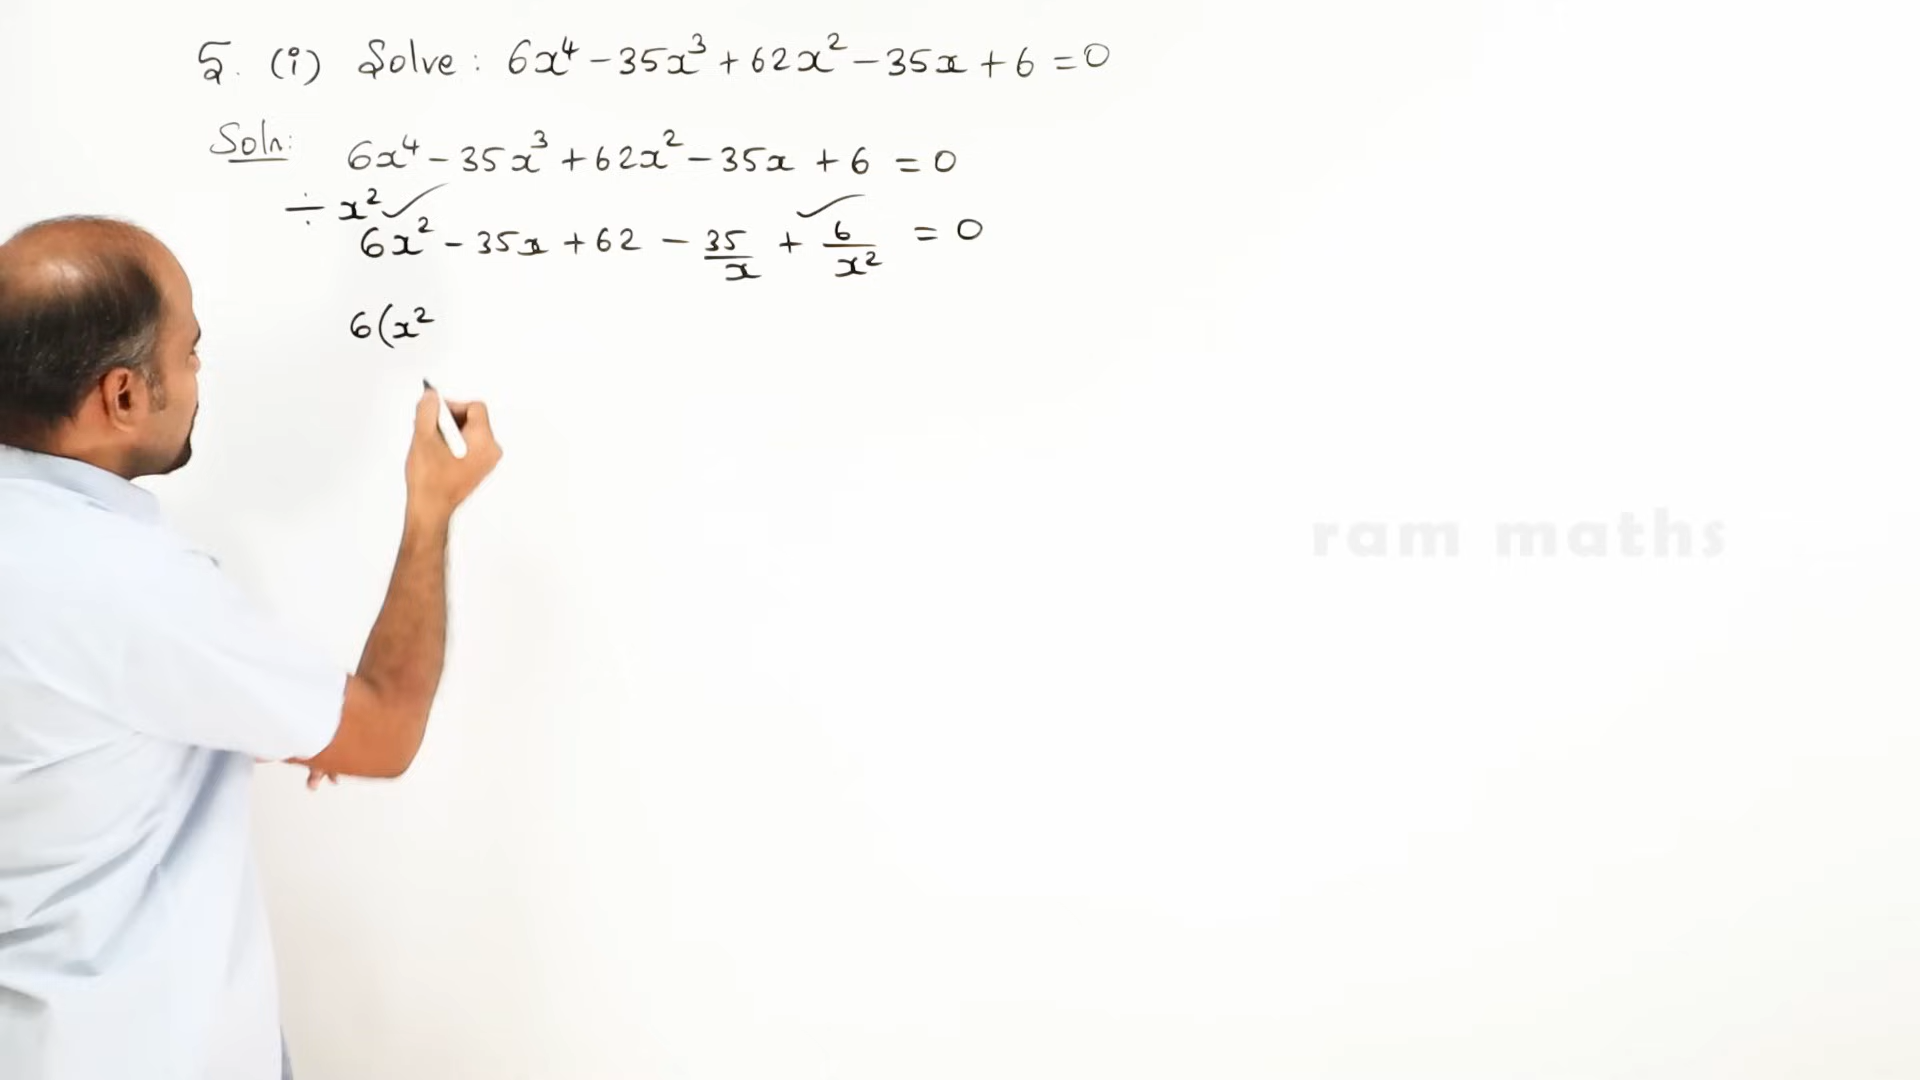 5. (i) Solve: 6x⁴ - 35x³ + 62x² - 35x + 6 = 0
Soln: 6x⁴ - 35x³ + 62x² - 35x + 6 = 0
÷ x² ✓ ✓
6x² - 35x + 62 - 35/x + 6/x² = 0
6(x²
ram maths